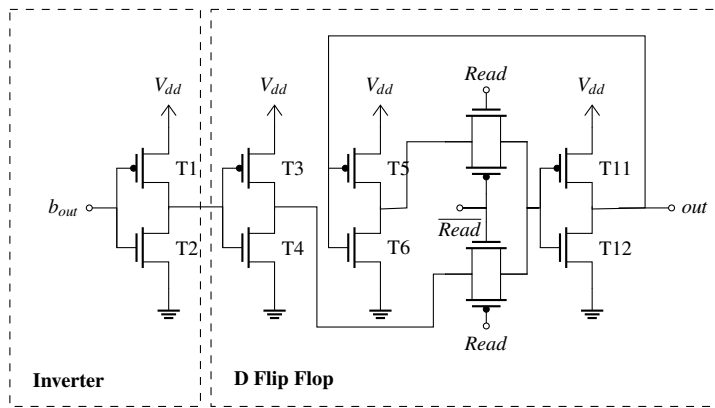 Read
V_dd V_dd V_dd V_dd
T1 T3 T5 T11
b_out out
\overline{Read}
T2 T4 T6 T12
Read
Inverter D Flip Flop